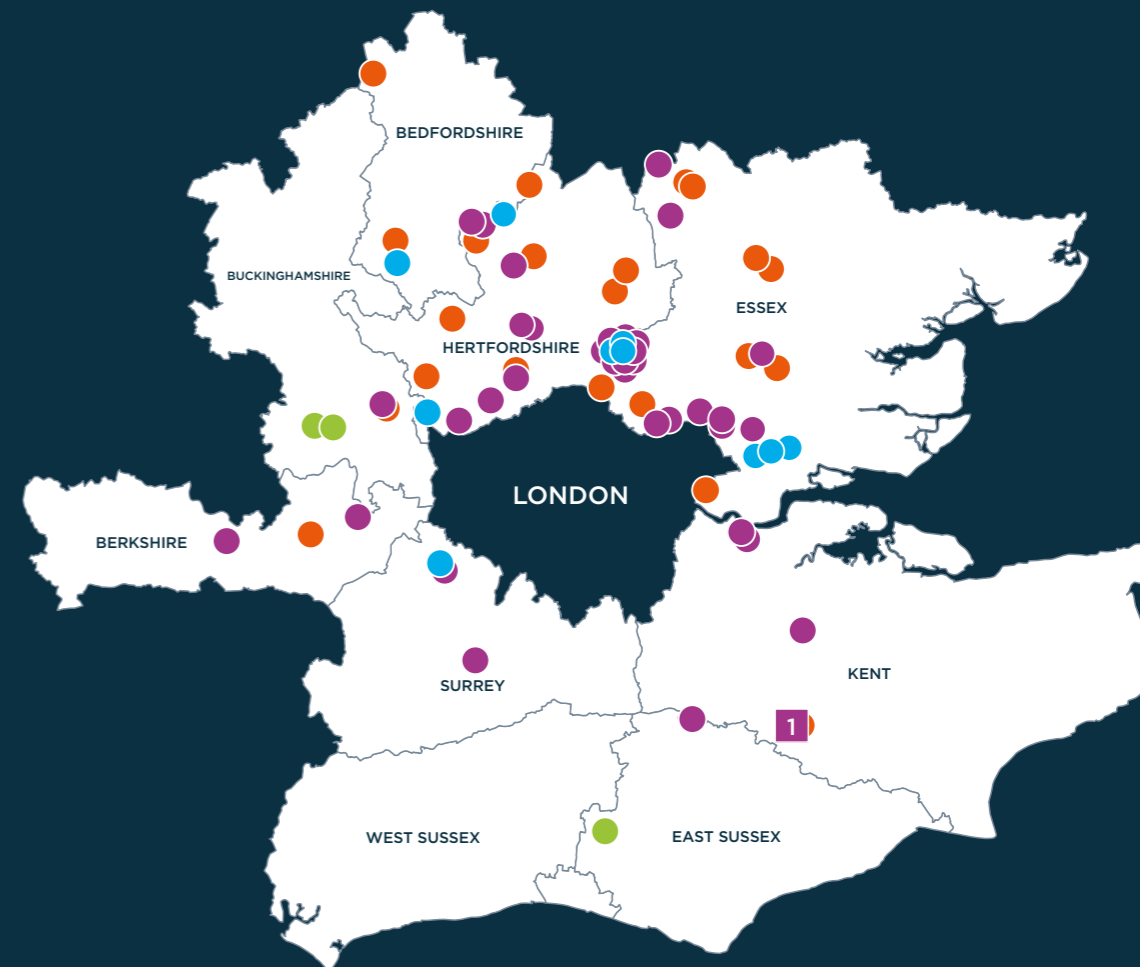 BEDFORDSHIRE
BUCKINGHAMSHIRE
ESSEX
HERTFORDSHIRE
LONDON
BERKSHIRE
KENT
SURREY
1
WEST SUSSEX
EAST SUSSEX